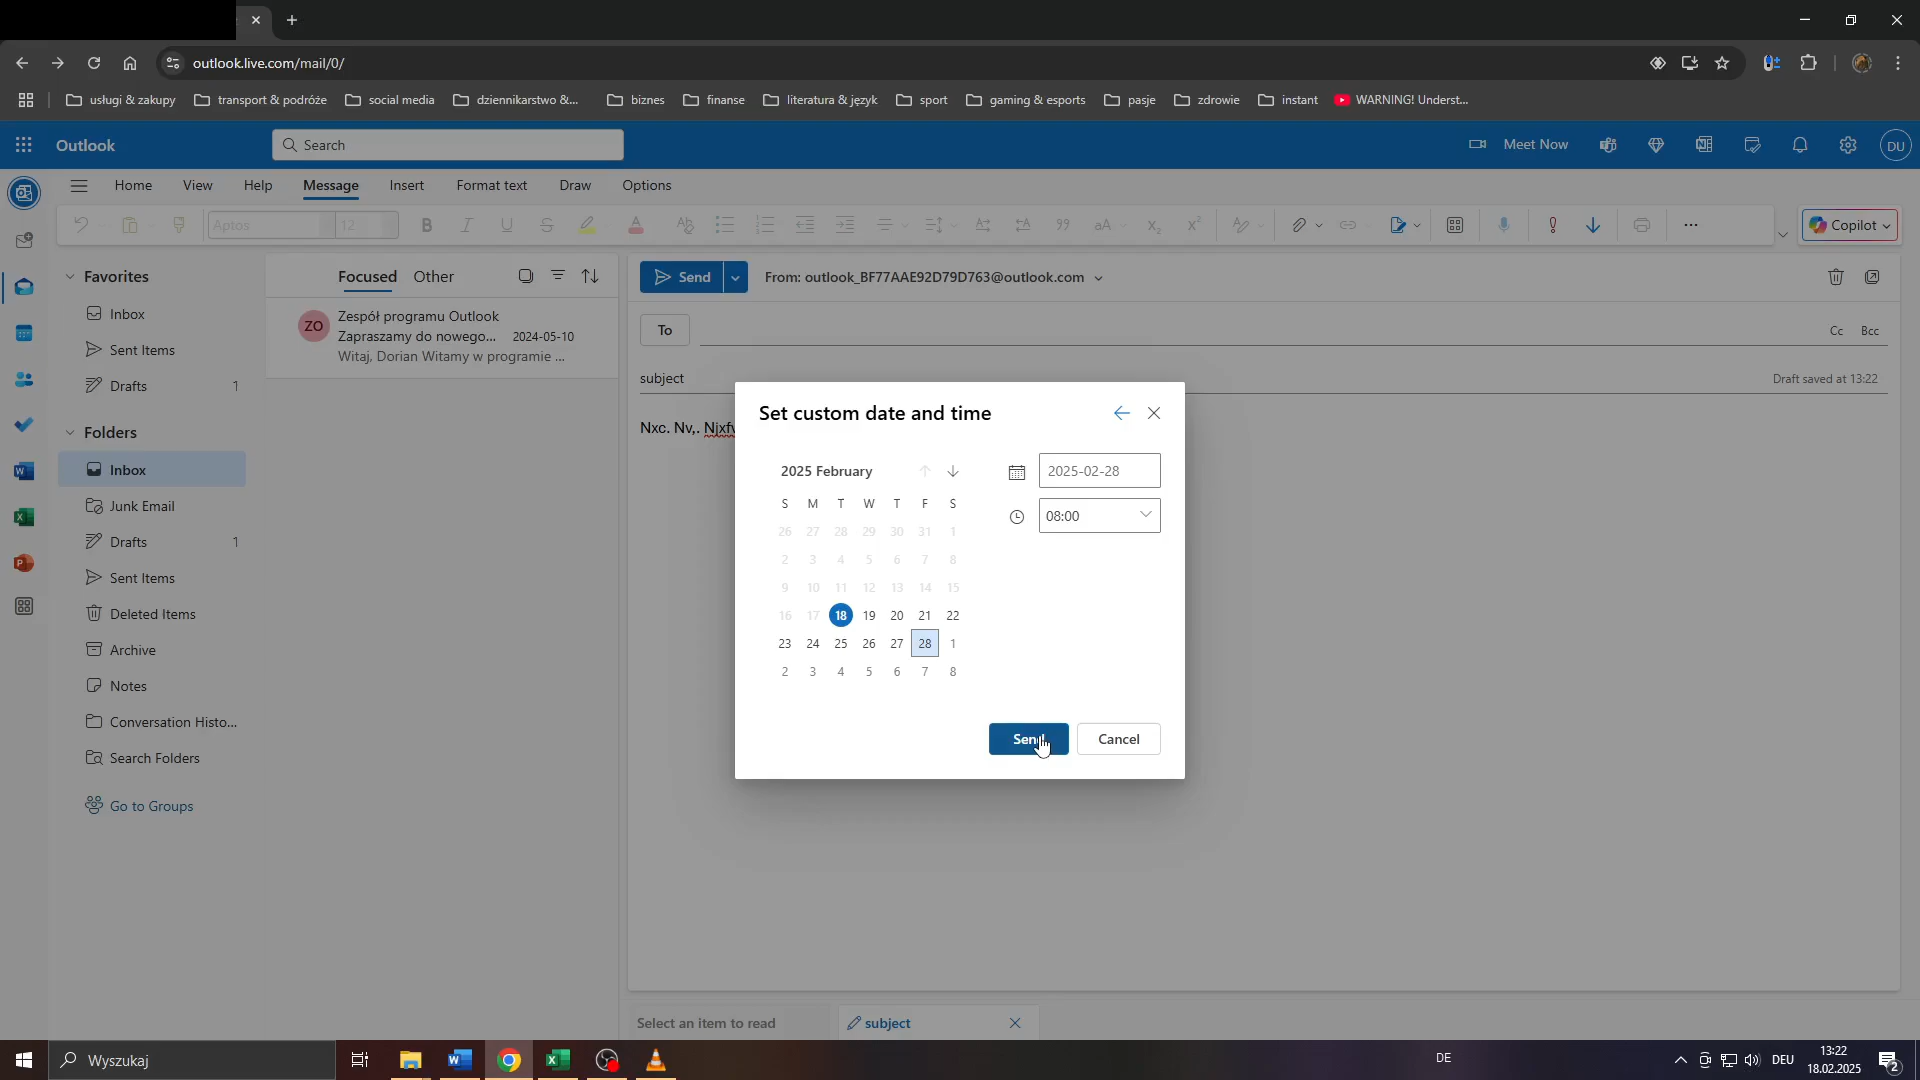 outlook.live.com/mail/0/
usługi & zakupy
transport & podróże
social media
dziennikarstwo &...
biznes
finanse
literatura & język
sport
gaming & esports
pasje
zdrowie
instant
WARNING! Underst...
Outlook
Search
Meet Now
DU
Home
View
Help
Message
Insert
Format text
Draw
Options
Aptos
12
Copilot
Favorites
Inbox
Sent Items
Drafts 1
Folders
Inbox
Junk Email
Drafts 1
Sent Items
Deleted Items
Archive
Notes
Conversation Histo...
Search Folders
Go to Groups
Focused Other
ZO
Zespół programu Outlook
Zapraszamy do nowego... 2024-05-10
Witaj, Dorian Witamy w programie ...
Send
From: outlook_BF77AAE92D79D763@outlook.com
To
Cc Bcc
subject
Draft saved at 13:22
Nxc. Nv,.
Set custom date and time
2025 February
S M T W T F S
26 27 28 29 30 31 1
2 3 4 5 6 7 8
9 10 11 12 13 14 15
16 17 18 19 20 21 22
23 24 25 26 27 28 1
2 3 4 5 6 7 8
2025-02-28
08:00
Send
Cancel
Select an item to read
subject
Wyszukaj
DE
DEU
13:22
18.02.2025
2